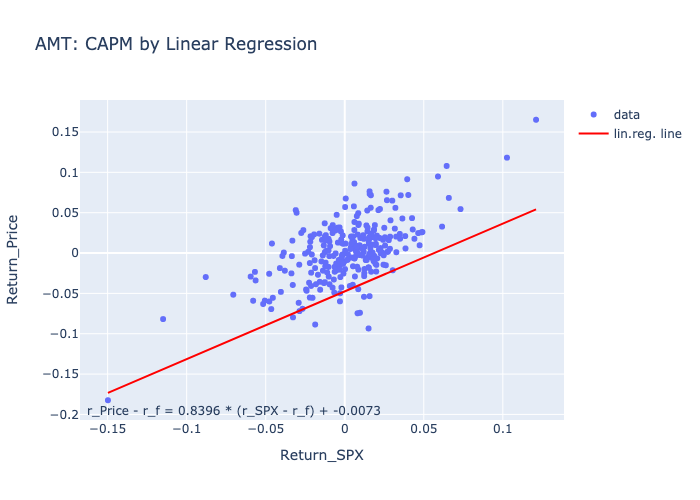 AMT: CAPM by Linear Regression
data
lin.reg. line
Return_Price
0.15
0.1
0.05
0
−0.05
−0.1
−0.15
−0.2
r_Price - r_f = 0.8396 * (r_SPX - r_f) + -0.0073
−0.15 −0.1 −0.05 0 0.05 0.1
Return_SPX